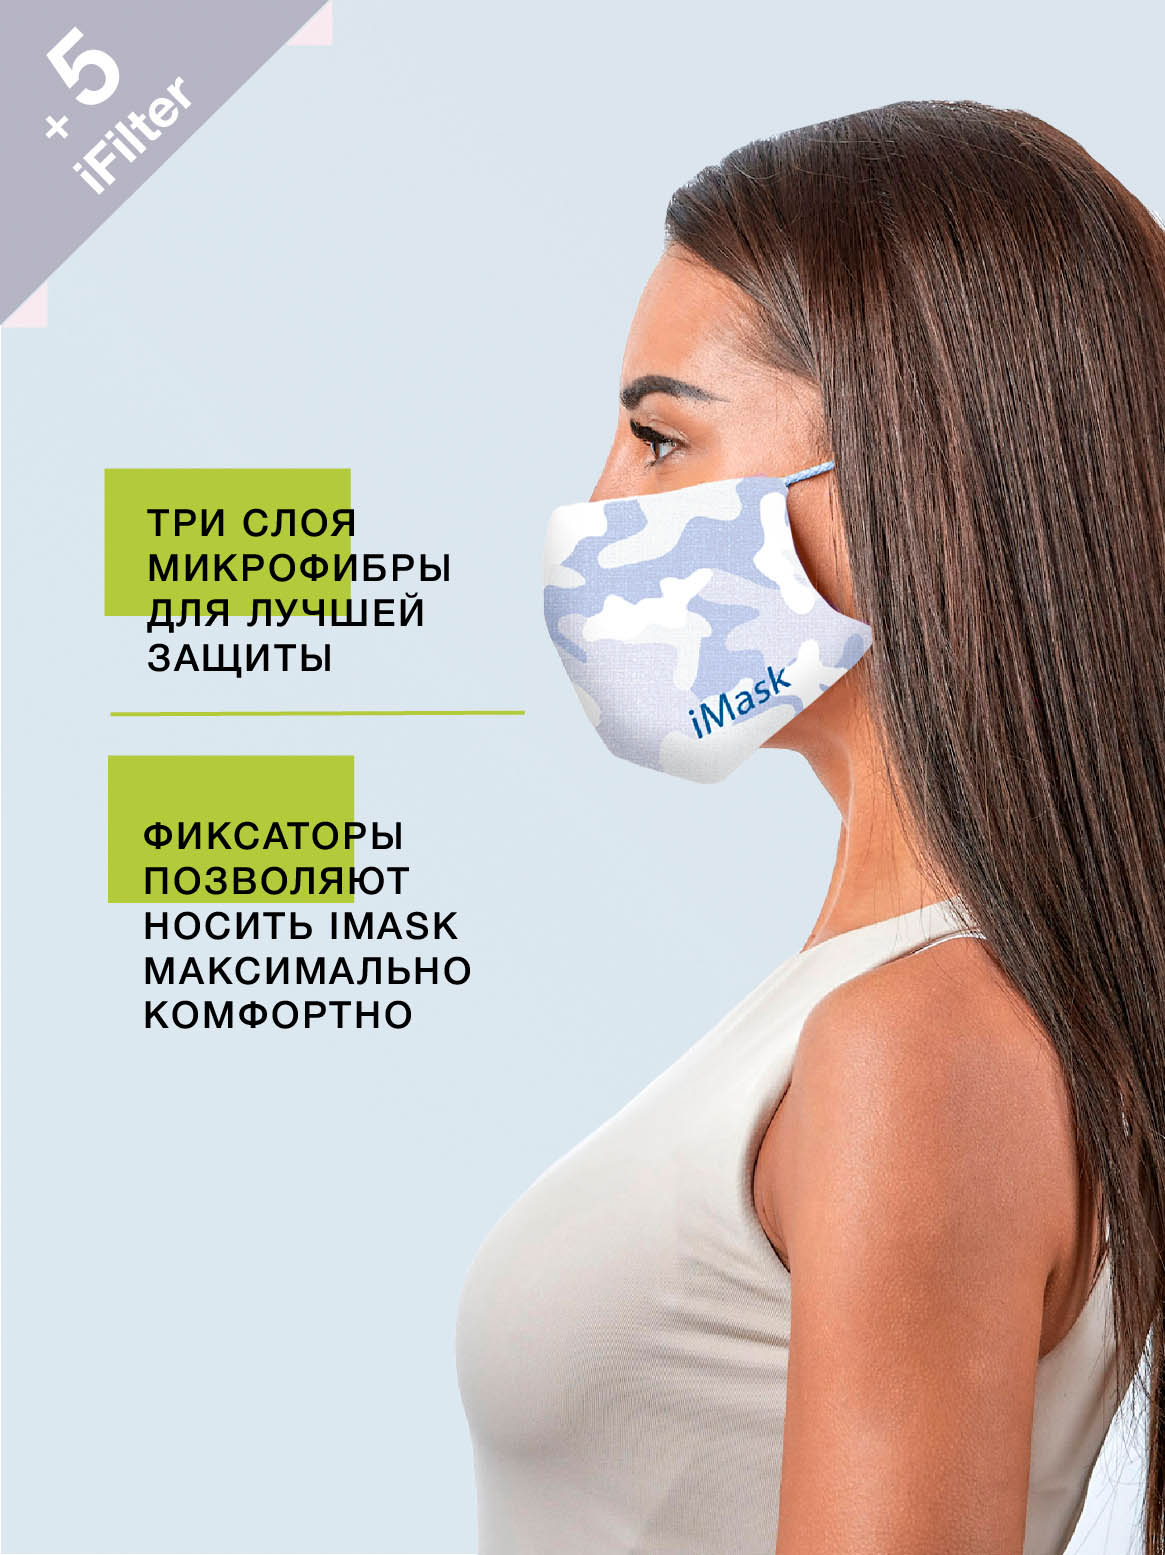 + 5
iFilter
ТРИ СЛОЯ
МИКРОФИБРЫ
ДЛЯ ЛУЧШЕЙ
ЗАЩИТЫ
ФИКСАТОРЫ
ПОЗВОЛЯЮТ
НОСИТЬ IMASK
МАКСИМАЛЬНО
КОМФОРТНО
iMask